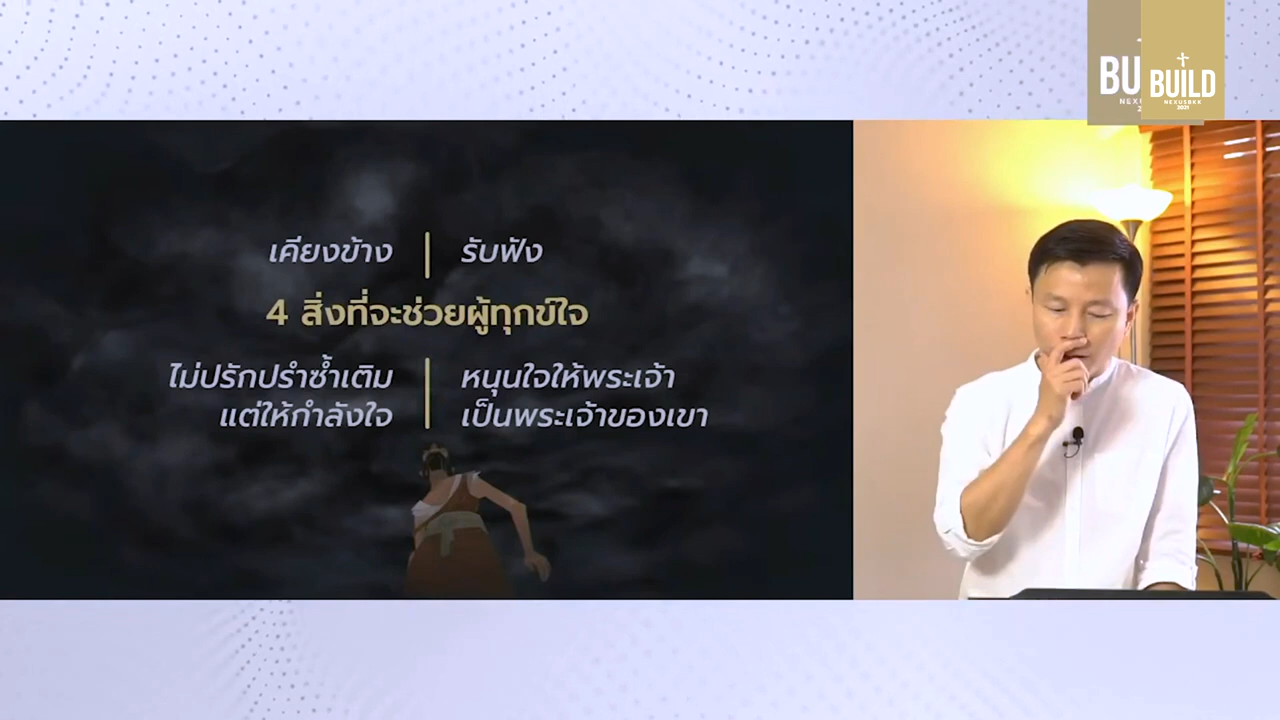 BU
BUILD
NEXUSBKK
2021
เคียงข้าง | รับฟัง
4 สิ่งที่จะช่วยผู้ทุกข์ใจ
ไม่ปรักปรำซ้ำเติม | หนุนใจให้พระเจ้า
แต่ให้กำลังใจ | เป็นพระเจ้าของเขา